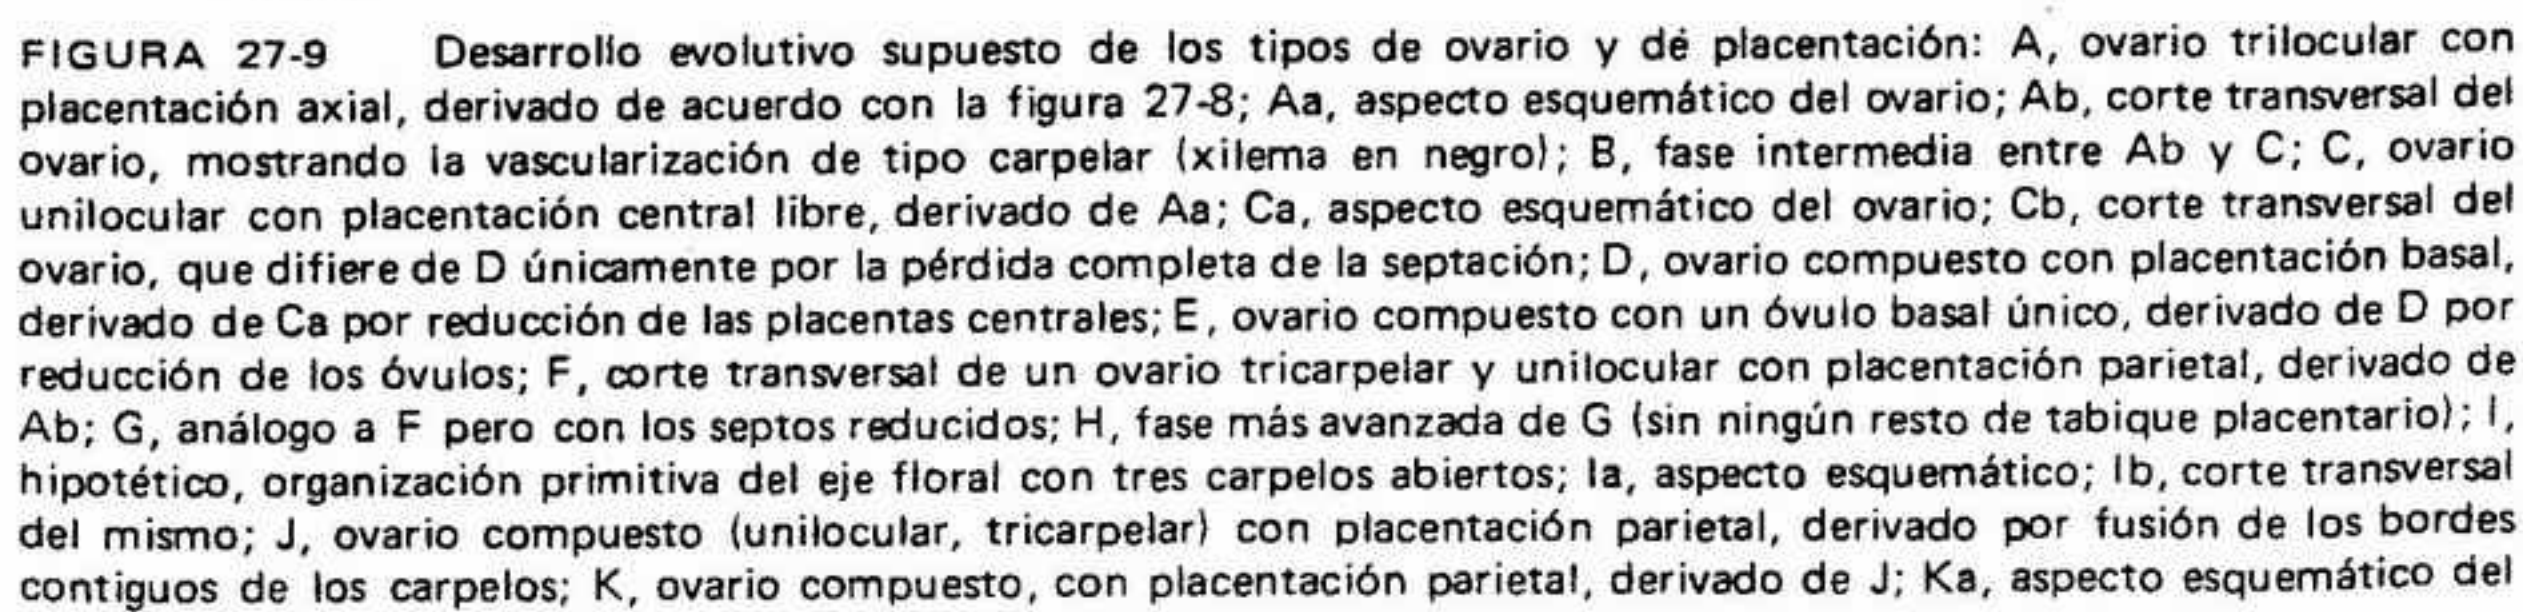 FIGURA 27-9 Desarrollo evolutivo supuesto de los tipos de ovario y dé placentación: A, ovario trilocular con
placentación axial, derivado de acuerdo con la figura 27-8; Aa, aspecto esquemático del ovario; Ab, corte transversal del
ovario, mostrando la vascularización de tipo carpelar (xilema en negro); B, fase intermedia entre Ab y C; C, ovario
unilocular con placentación central libre, derivado de Aa; Ca, aspecto esquemático del ovario; Cb, corte transversal del
ovario, que difiere de D únicamente por la pérdida completa de la septación; D, ovario compuesto con placentación basal,
derivado de Ca por reducción de las placentas centrales; E, ovario compuesto con un óvulo basal único, derivado de D por
reducción de los óvulos; F, corte transversal de un ovario tricarpelar y unilocular con placentación parietal, derivado de
Ab; G, análogo a F pero con los septos reducidos; H, fase más avanzada de G (sin ningún resto de tabique placentario); I,
hipotético, organización primitiva del eje floral con tres carpelos abiertos; Ia, aspecto esquemático; Ib, corte transversal
del mismo; J, ovario compuesto (unilocular, tricarpelar) con placentación parietal, derivado por fusión de los bordes
contiguos de los carpelos; K, ovario compuesto, con placentación parietal, derivado de J; Ka, aspecto esquemático del